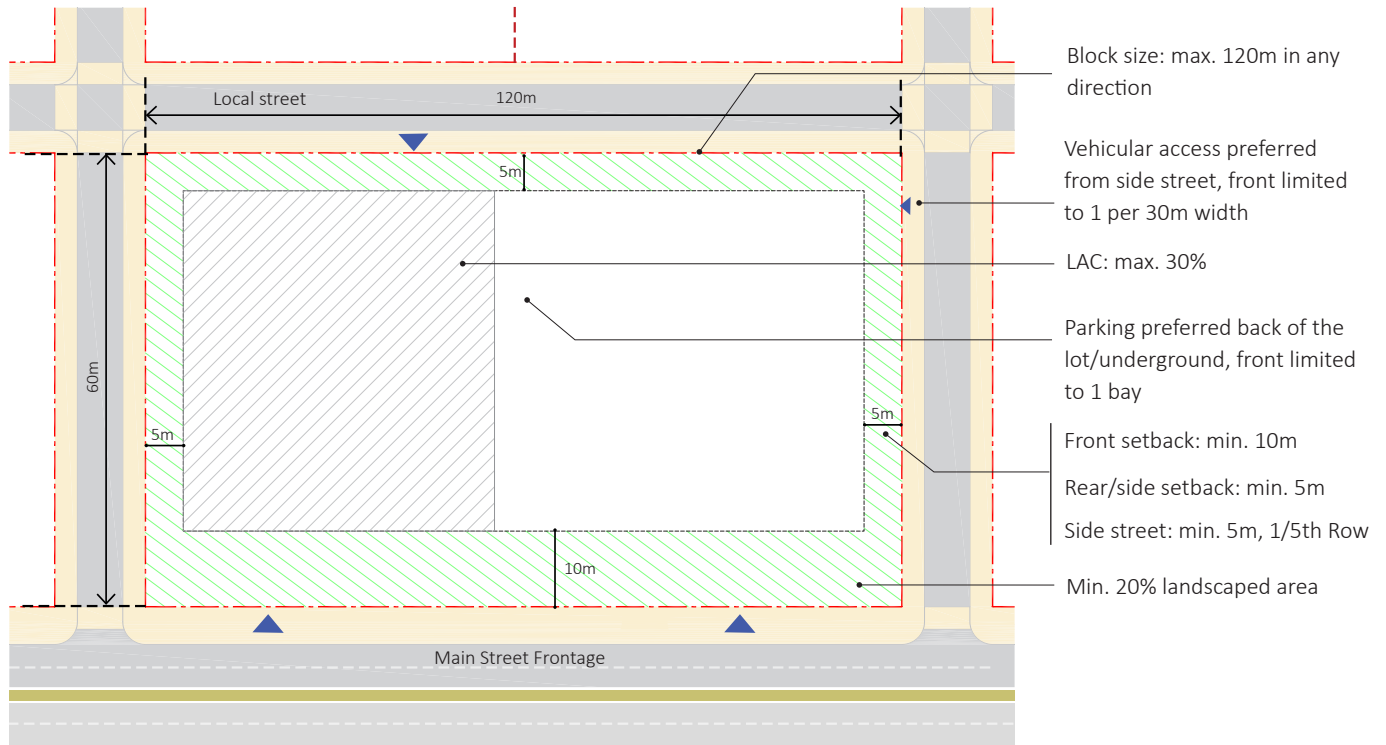 Local street
120m
5m
60m
5m
5m
10m
Main Street Frontage
Block size: max. 120m in any
direction
Vehicular access preferred
from side street, front limited
to 1 per 30m width
LAC: max. 30%
Parking preferred back of the
lot/underground, front limited
to 1 bay
Front setback: min. 10m
Rear/side setback: min. 5m
Side street: min. 5m, 1/5th Row
Min. 20% landscaped area